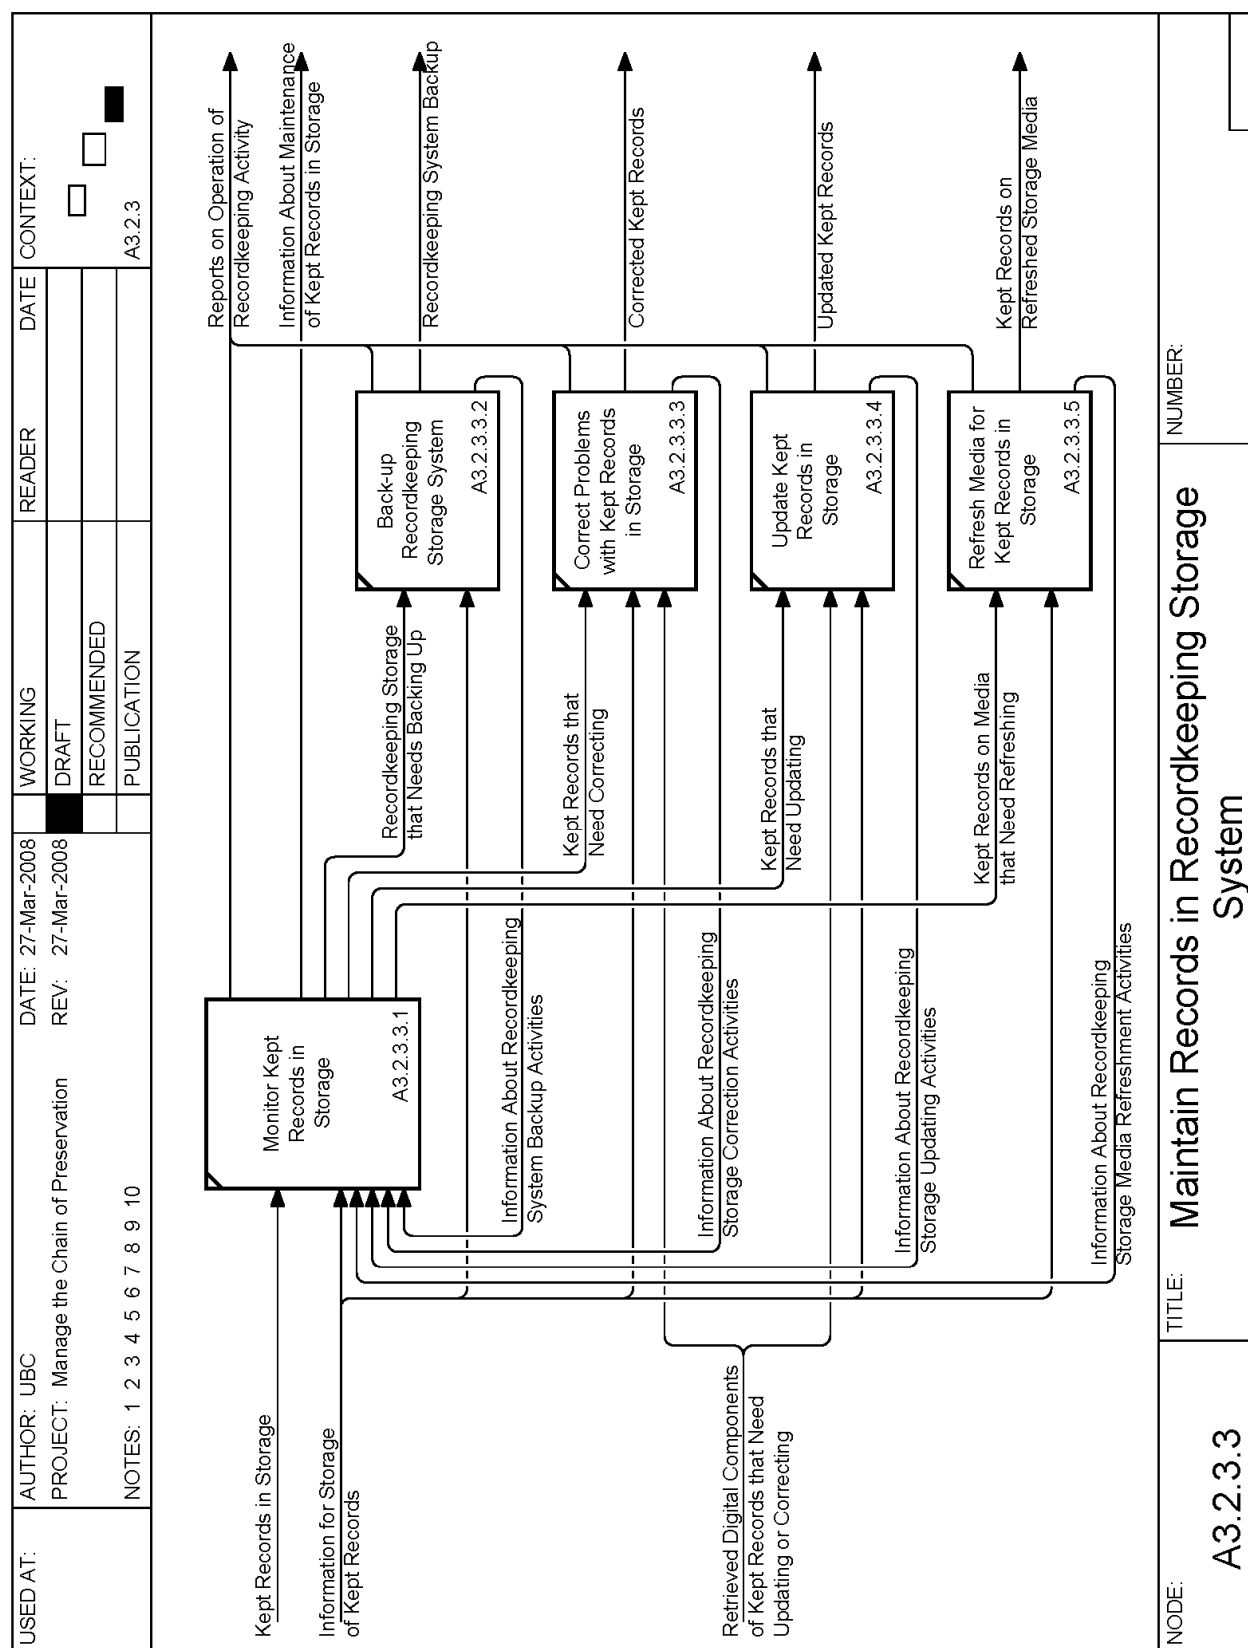 USED AT:
AUTHOR: UBC
PROJECT: Manage the Chain of Preservation
NOTES: 1 2 3 4 5 6 7 8 9 10
DATE: 27-Mar-2008
REV: 27-Mar-2008
WORKING
DRAFT
RECOMMENDED
PUBLICATION
READER
DATE
CONTEXT:
A3.2.3
Kept Records in Storage
Information for Storage
of Kept Records
Retrieved Digital Components
of Kept Records that Need
Updating or Correcting
Monitor Kept
Records in
Storage
A3.2.3.3.1
Information About Recordkeeping
System Backup Activities
Information About Recordkeeping
Storage Correction Activities
Information About Recordkeeping
Storage Updating Activities
Information About Recordkeeping
Storage Media Refreshment Activities
Recordkeeping Storage
that Needs Backing Up
Kept Records that
Need Correcting
Kept Records that
Need Updating
Kept Records on Media
that Need Refreshing
Back-up
Recordkeeping
Storage System
A3.2.3.3.2
Correct Problems
with Kept Records
in Storage
A3.2.3.3.3
Update Kept
Records in
Storage
A3.2.3.3.4
Refresh Media for
Kept Records in
Storage
A3.2.3.3.5
Reports on Operation of
Recordkeeping Activity
Information About Maintenance
of Kept Records in Storage
Recordkeeping System Backup
Corrected Kept Records
Updated Kept Records
Kept Records on
Refreshed Storage Media
NODE:
A3.2.3.3
TITLE:
Maintain Records in Recordkeeping Storage
System
NUMBER: